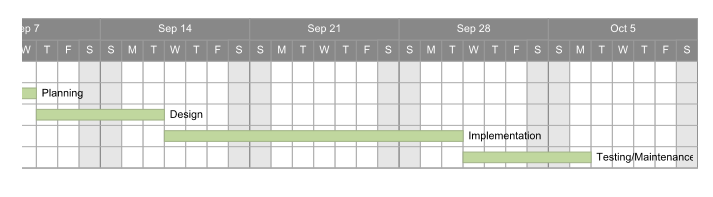 ep 7 Sep 14 Sep 21 Sep 28 Oct 5
W T F S S M T W T F S S M T W T F S S M T W T F S S M T W T F S
Planning
Design
Implementation
Testing/Maintenance